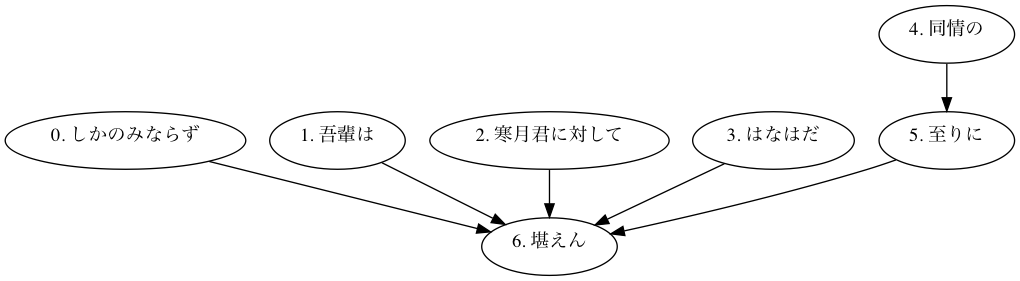 4. 同情の
0. しかのみならず
1. 吾輩は
2. 寒月君に対して
3. はなはだ
5. 至りに
6. 堪えん